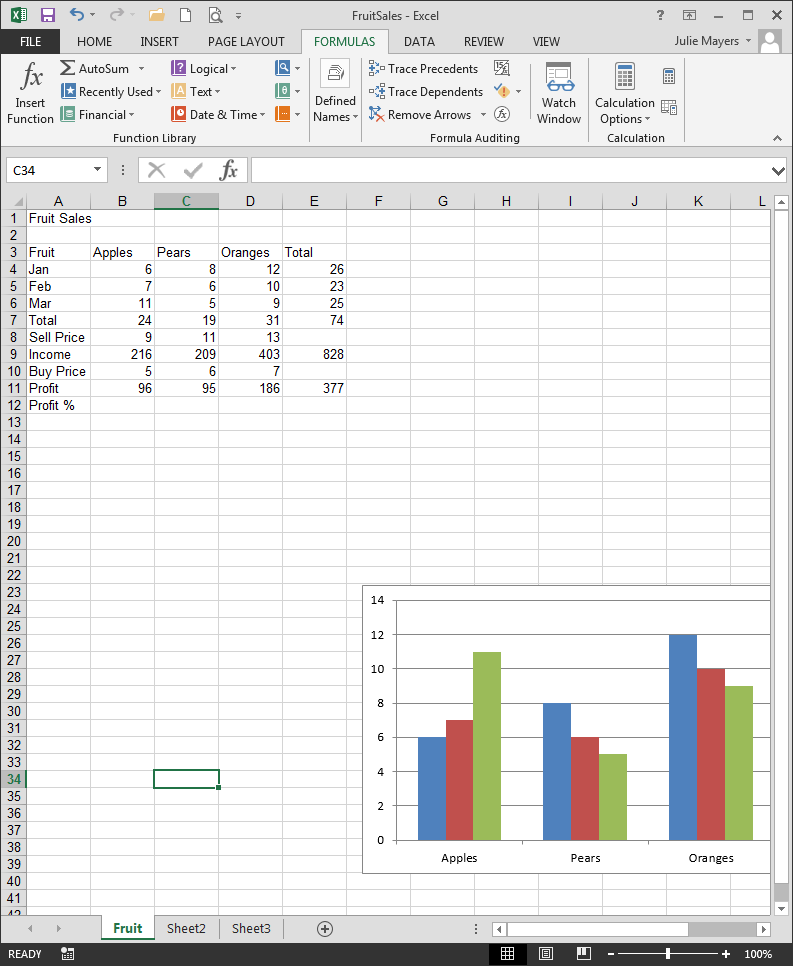 FruitSales - Excel
FILE HOME INSERT PAGE LAYOUT FORMULAS DATA REVIEW VIEW Julie Mayers
fx Insert Function
AutoSum
Recently Used
Financial
Logical
Text
Date & Time
Function Library
Defined Names
Trace Precedents
Trace Dependents
Remove Arrows
Formula Auditing
Watch Window
Calculation Options
Calculation
C34 fx
A B C D E F G H I J K L
1 Fruit Sales
2
3 Fruit Apples Pears Oranges Total
4 Jan 6 8 12 26
5 Feb 7 6 10 23
6 Mar 11 5 9 25
7 Total 24 19 31 74
8 Sell Price 9 11 13
9 Income 216 209 403 828
10 Buy Price 5 6 7
11 Profit 96 95 186 377
12 Profit %
13
14
15
16
17
18
19
20
21
22
23
24
25
26
27
28
29
30
31
32
33
34
35
36
37
38
39
40
41
42
14
12
10
8
6
4
2
0
Apples Pears Oranges
Fruit Sheet2 Sheet3
READY 100%